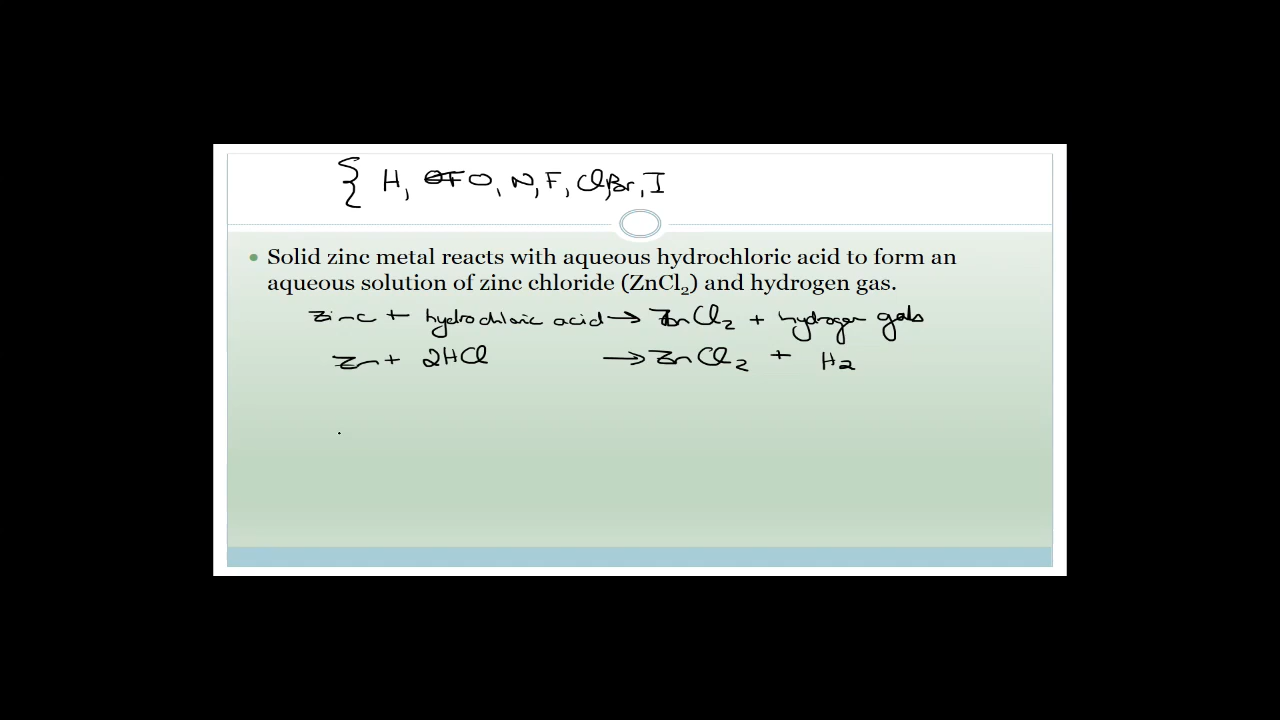 { H, O, N, F, Cl, Br, I
• Solid zinc metal reacts with aqueous hydrochloric acid to form an
aqueous solution of zinc chloride (ZnCl₂) and hydrogen gas.
zinc + hydrochloric acid → ZnCl₂ + hydrogen gas
Zn + 2HCl → ZnCl₂ + H₂